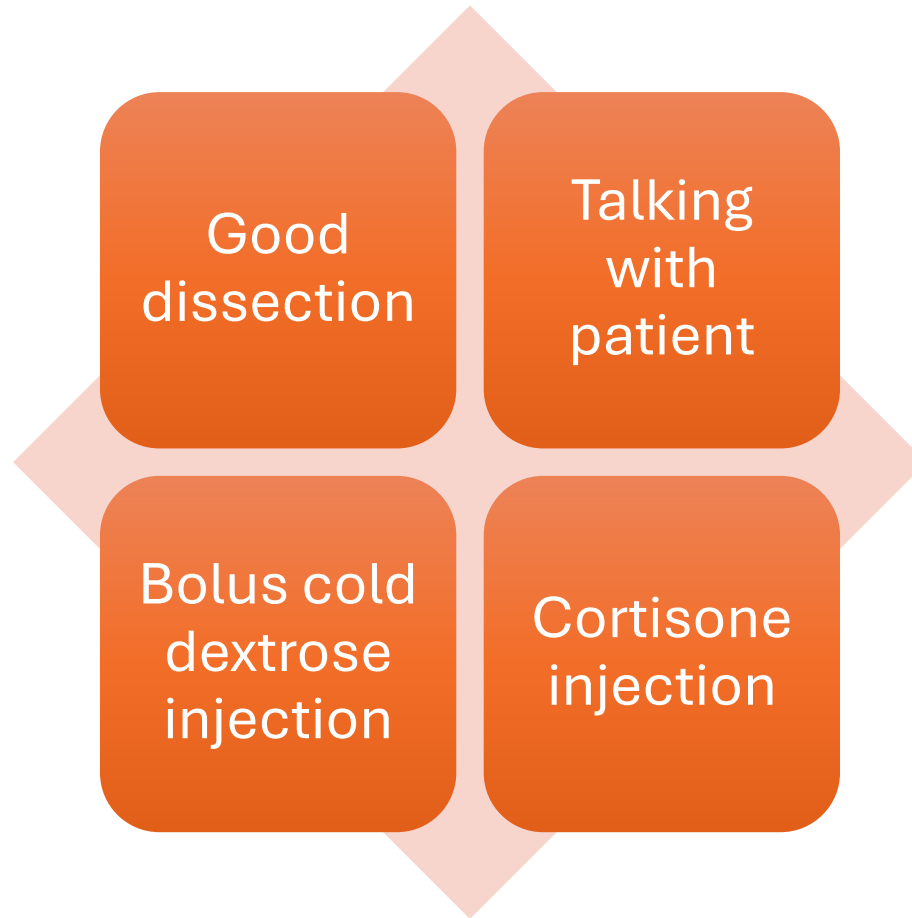 Good
dissection
Talking
with
patient
Bolus cold
dextrose
injection
Cortisone
injection